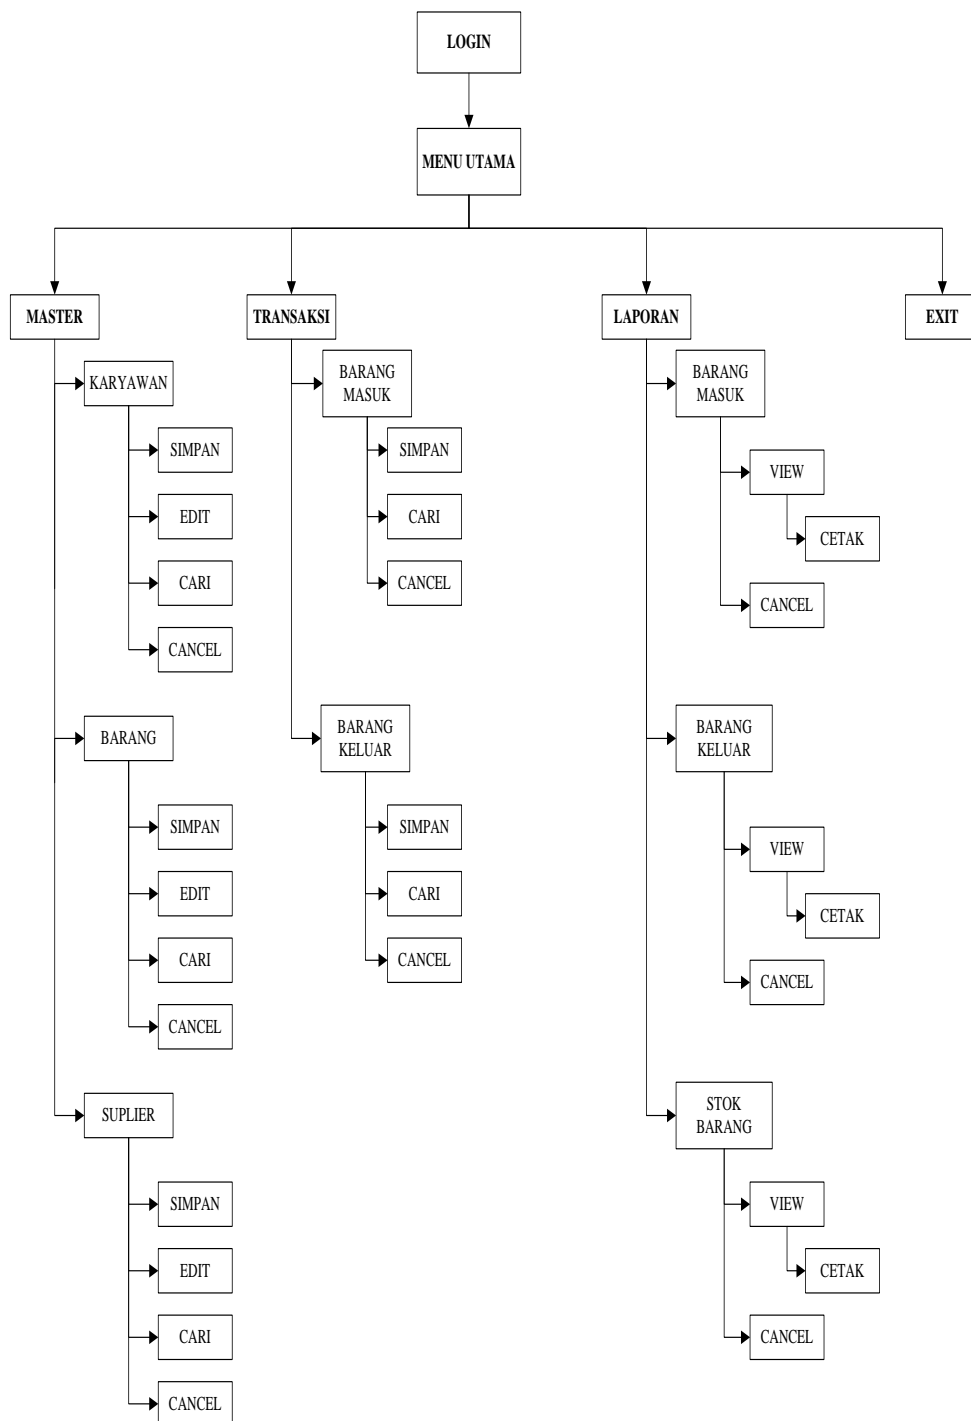 LOGIN
MENU UTAMA
MASTER
KARYAWAN
SIMPAN
EDIT
CARI
CANCEL
BARANG
SIMPAN
EDIT
CARI
CANCEL
SUPLIER
SIMPAN
EDIT
CARI
CANCEL
TRANSAKSI
BARANG
MASUK
SIMPAN
CARI
CANCEL
BARANG
KELUAR
SIMPAN
CARI
CANCEL
LAPORAN
BARANG
MASUK
VIEW
CETAK
CANCEL
BARANG
KELUAR
VIEW
CETAK
CANCEL
STOK
BARANG
VIEW
CETAK
CANCEL
EXIT